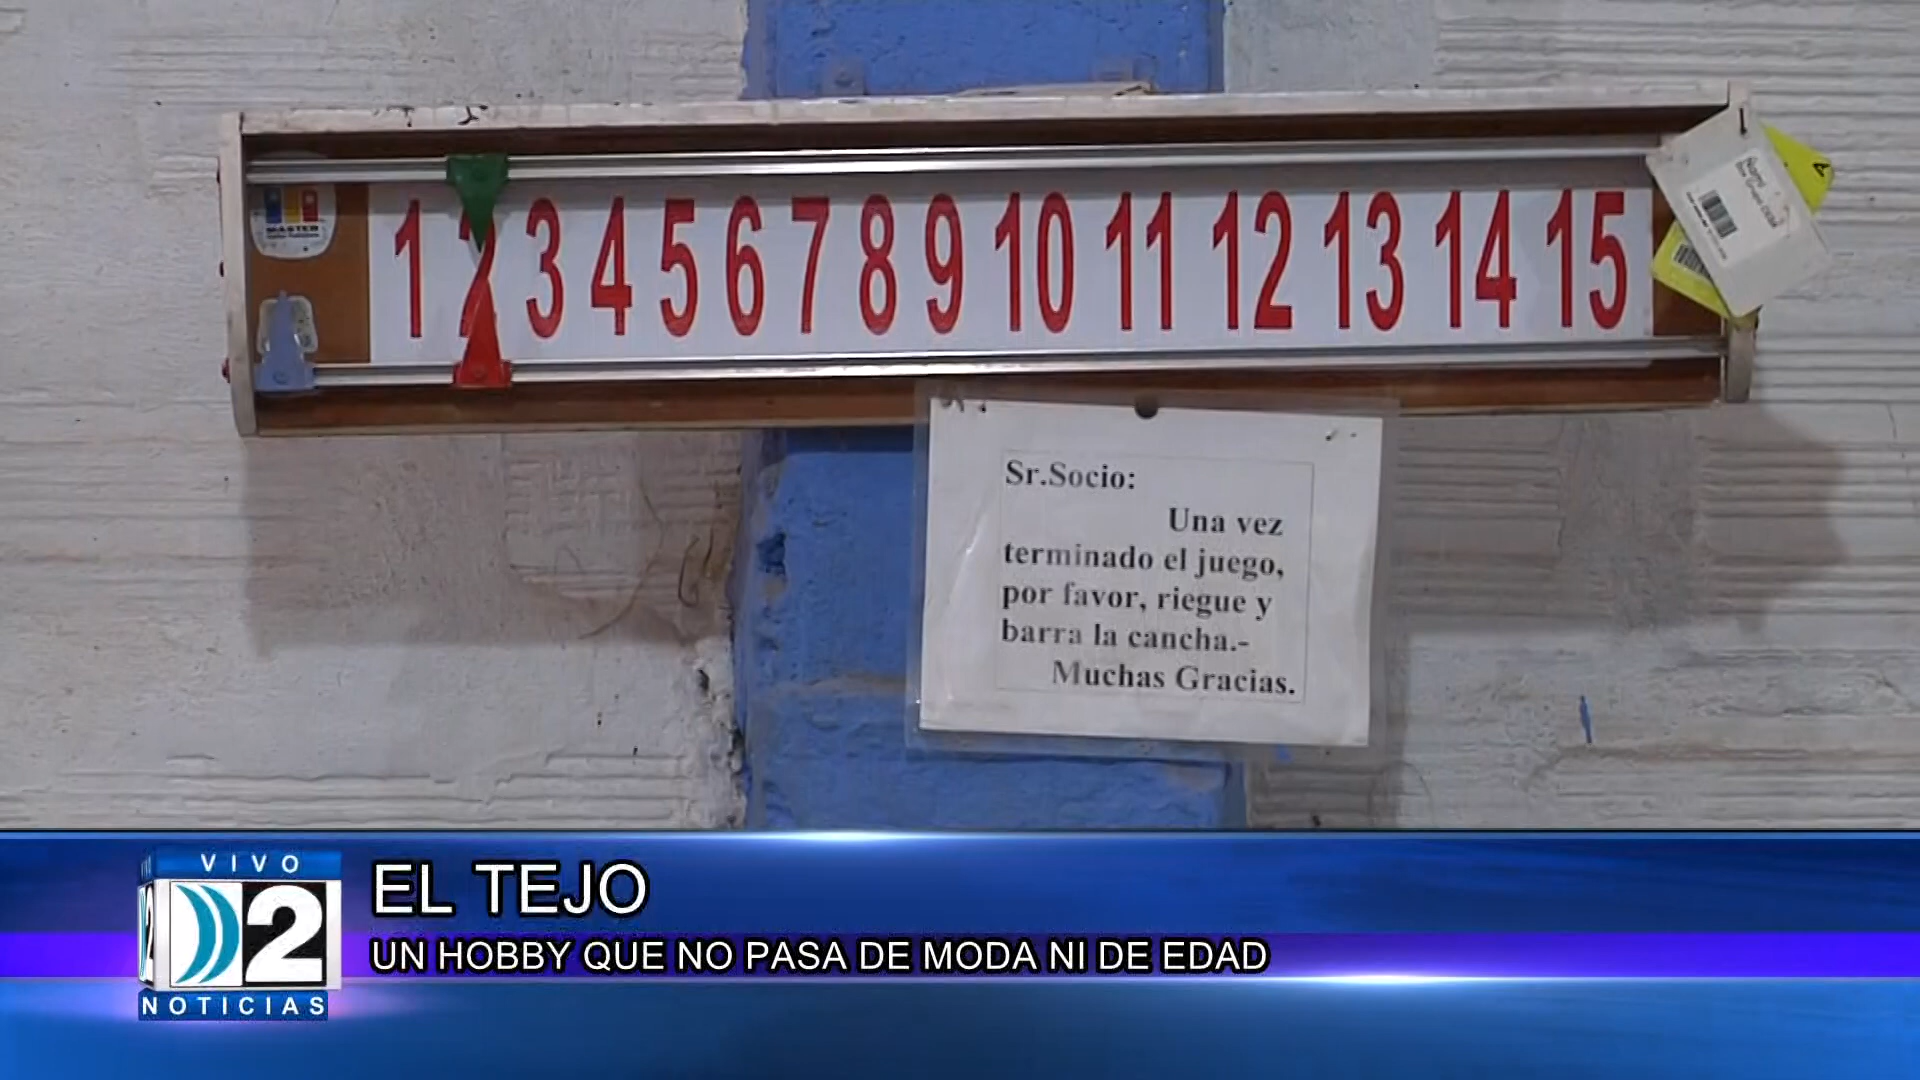 MASTER
1 2 3 4 5 6 7 8 9 10 11 12 13 14 15
A
Sr.Socio:
Una vez
terminado el juego,
por favor, riegue y
barra la cancha.-
Muchas Gracias.
VIVO
2
2
NOTICIAS
EL TEJO
UN HOBBY QUE NO PASA DE MODA NI DE EDAD